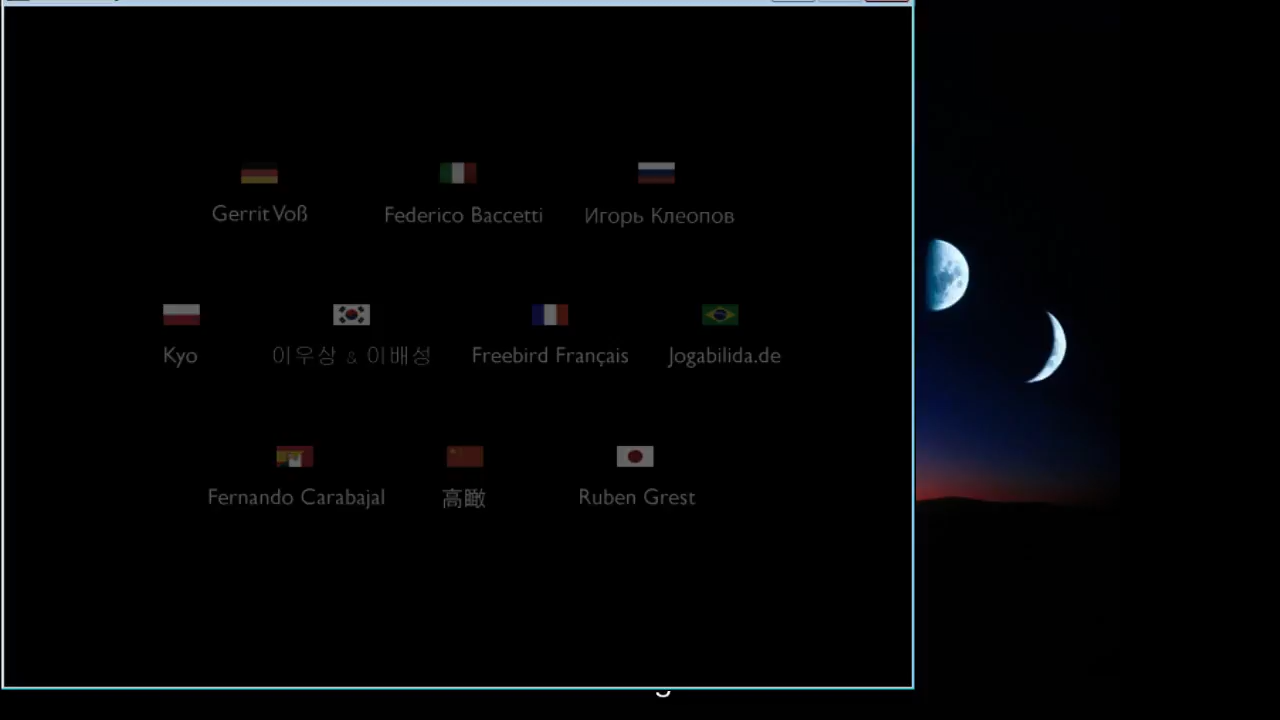 Gerrit Voß
Federico Baccetti
Игорь Клеопов
Kyo
이우상 & 이배성
Freebird Français
Jogabilida.de
Fernando Carabajal
高瞰
Ruben Grest